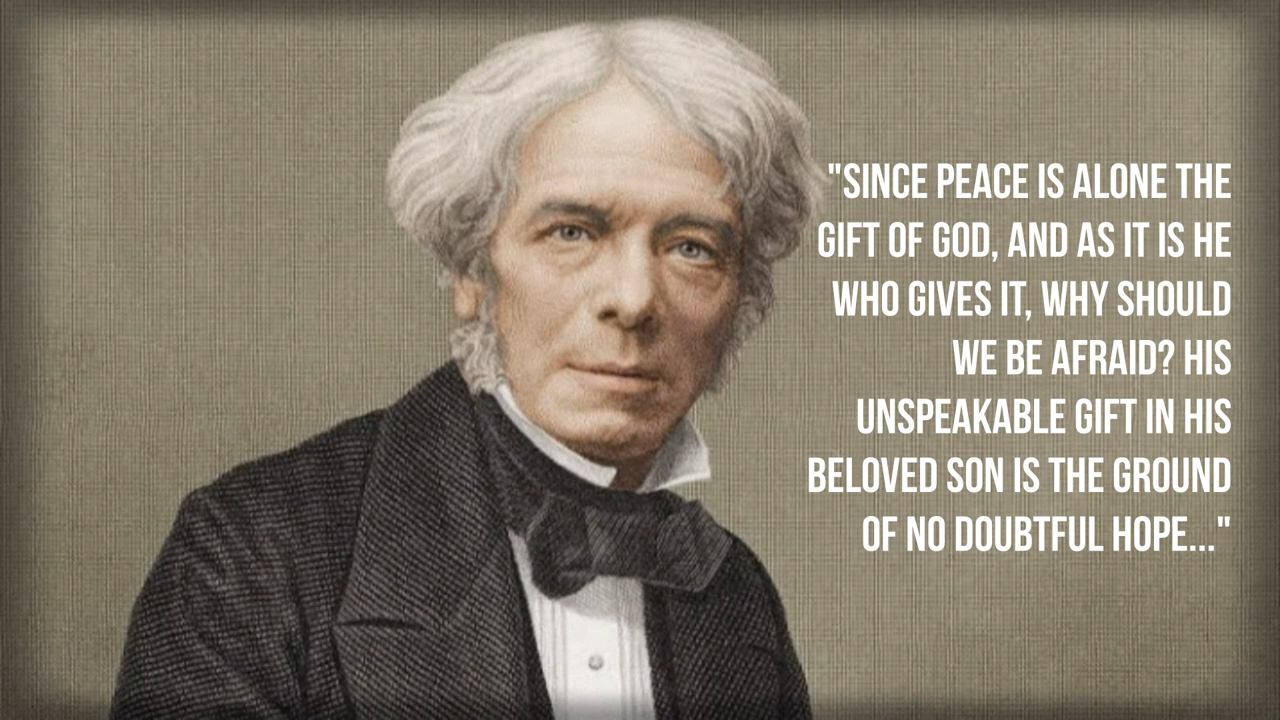 "SINCE PEACE IS ALONE THE
GIFT OF GOD, AND AS IT IS HE
WHO GIVES IT, WHY SHOULD
WE BE AFRAID? HIS
UNSPEAKABLE GIFT IN HIS
BELOVED SON IS THE GROUND
OF NO DOUBTFUL HOPE..."